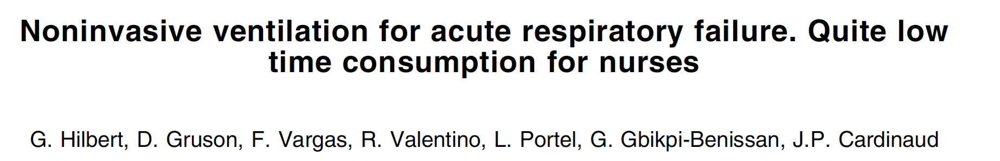 Noninvasive ventilation for acute respiratory failure. Quite low
time consumption for nurses
G. Hilbert, D. Gruson, F. Vargas, R. Valentino, L. Portel, G. Gbikpi-Benissan, J.P. Cardinaud